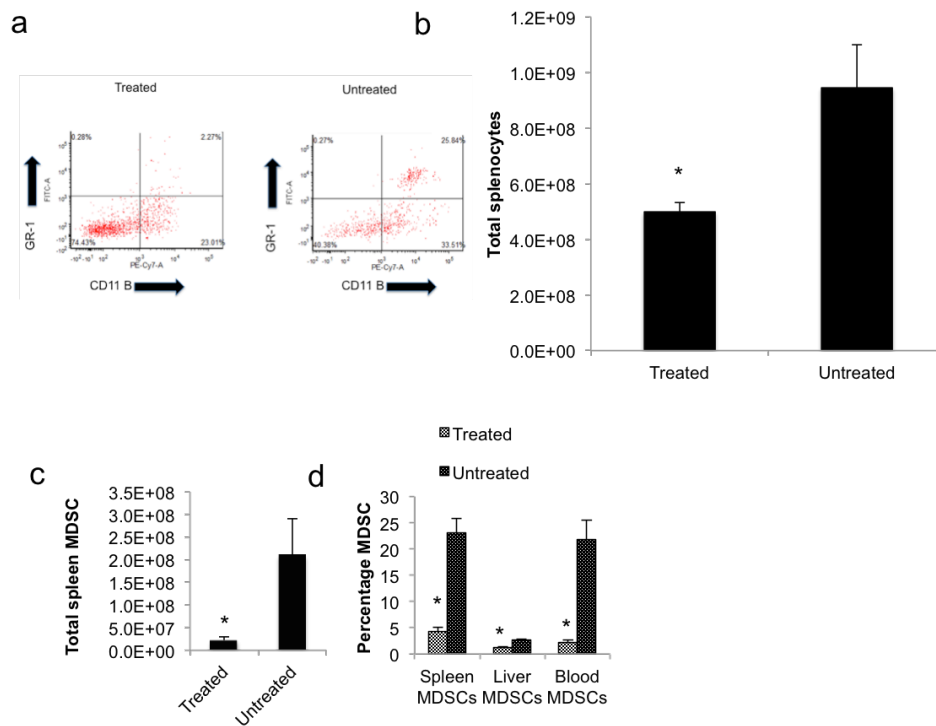 a
Treated
0.28%
2.27%
GR-1
FITC-A
74.43%
23.01%
PE-Cy7-A
CD11 B
Untreated
0.27%
25.84%
GR-1
FITC-A
40.38%
33.51%
PE-Cy7-A
CD11 B
b
Total splenocytes
1.2E+09
1.0E+09
8.0E+08
6.0E+08
4.0E+08
2.0E+08
0.0E+00
*
Treated
Untreated
c
Total spleen MDSC
3.5E+08
3.0E+08
2.5E+08
2.0E+08
1.5E+08
1.0E+08
5.0E+07
0.0E+00
*
Treated
Untreated
Treated
Untreated
d
Percentage MDSC
30
25
20
15
10
5
0
*
*
*
Spleen MDSCs
Liver MDSCs
Blood MDSCs